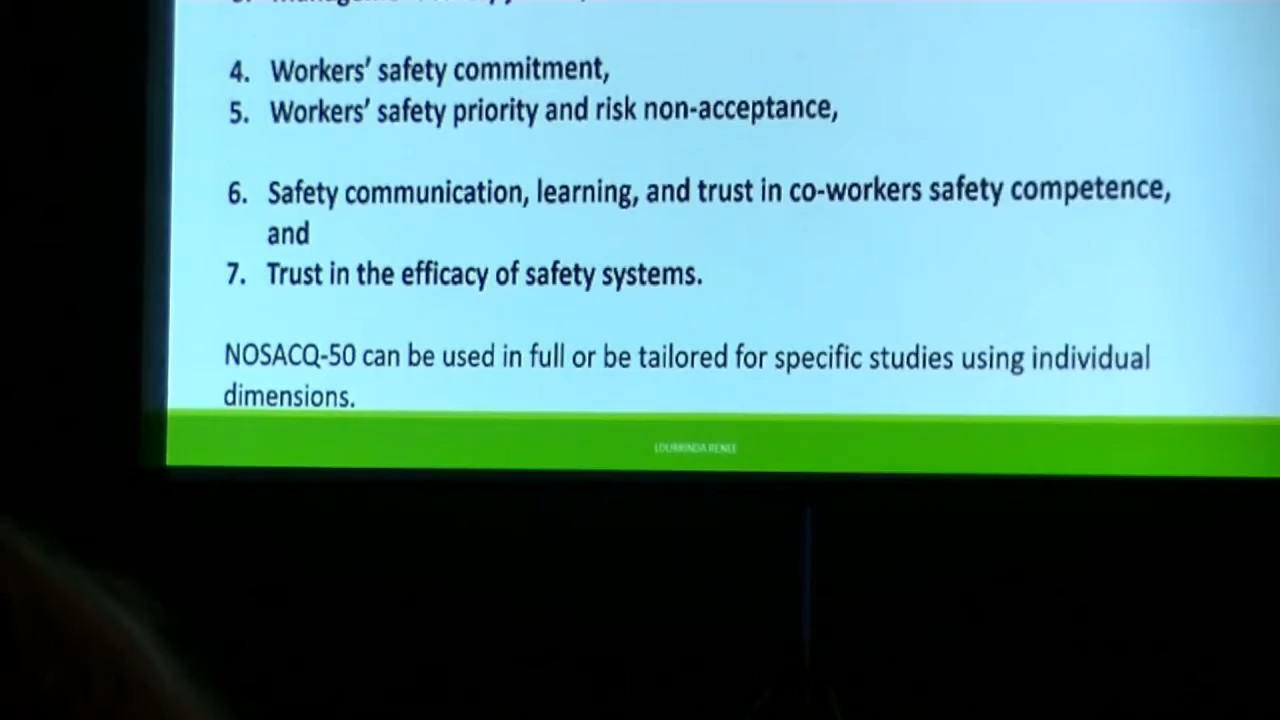 4. Workers' safety commitment,
5. Workers' safety priority and risk non-acceptance,
6. Safety communication, learning, and trust in co-workers safety competence,
and
7. Trust in the efficacy of safety systems.
NOSACQ-50 can be used in full or be tailored for specific studies using individual
dimensions.